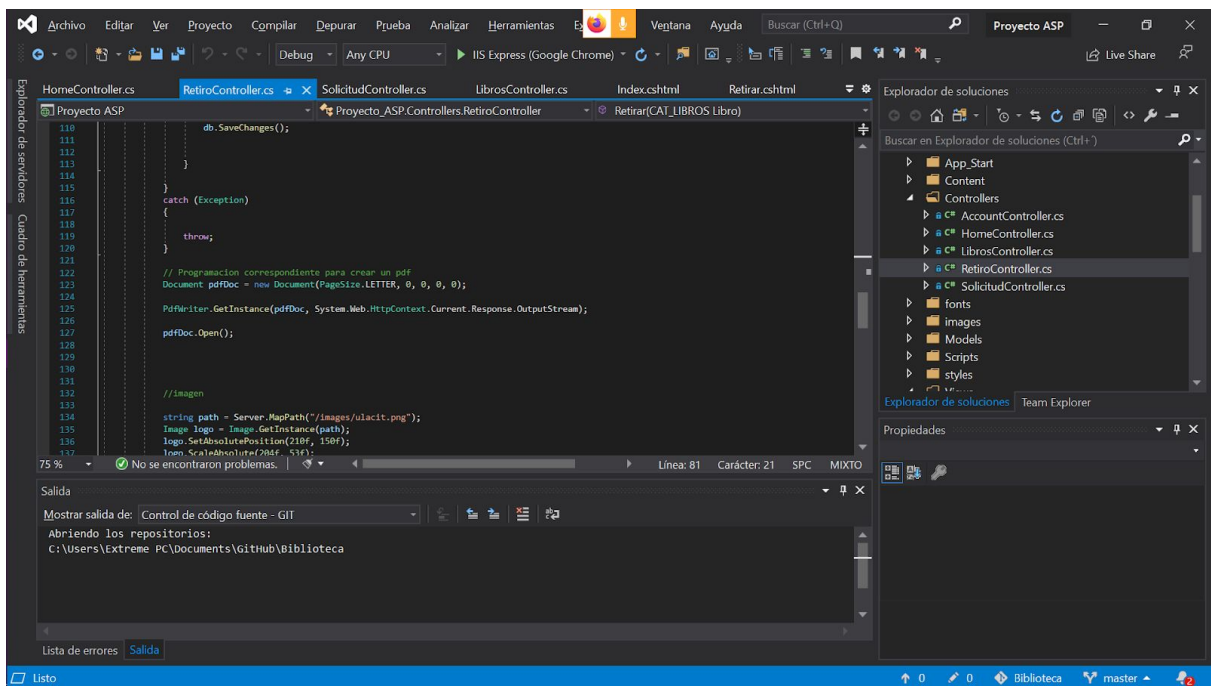 Archivo Editar Ver Proyecto Compilar Depurar Prueba Analizar Herramientas Ventana Ayuda Buscar (Ctrl+Q) Proyecto ASP
Debug Any CPU IIS Express (Google Chrome) Live Share
Explorador de servidores
Cuadro de herramientas
HomeController.cs RetiroController.cs SolicitudController.cs LibrosController.cs Index.cshtml Retirar.cshtml
Proyecto ASP Proyecto_ASP.Controllers.RetiroController Retirar(CAT_LIBROS Libro)
110 db.SaveChanges();
111
112
113 }
114
115 }
116 catch (Exception)
117 {
118
119 throw;
120 }
121
122 // Programacion correspondiente para crear un pdf
123 Document pdfDoc = new Document(PageSize.LETTER, 0, 0, 0, 0);
124
125 PdfWriter.GetInstance(pdfDoc, System.Web.HttpContext.Current.Response.OutputStream);
126
127 pdfDoc.Open();
128
129
130
131
132 //imagen
133
134 string path = Server.MapPath("/images/ulacit.png");
135 Image logo = Image.GetInstance(path);
136 logo.SetAbsolutePosition(210f, 150f);
137 logo.ScaleAbsolute(204f, 53f);
75 % No se encontraron problemas. Línea: 81 Carácter: 21 SPC MIXTO
Salida
Mostrar salida de: Control de código fuente - GIT
Abriendo los repositorios:
C:\Users\Extreme PC\Documents\GitHub\Biblioteca
Lista de errores Salida
Explorador de soluciones
Buscar en Explorador de soluciones (Ctrl+´)
App_Start
Content
Controllers
C# AccountController.cs
C# HomeController.cs
C# LibrosController.cs
C# RetiroController.cs
C# SolicitudController.cs
fonts
images
Models
Scripts
styles
Views
Explorador de soluciones Team Explorer
Propiedades
Listo 0 0 Biblioteca master 2